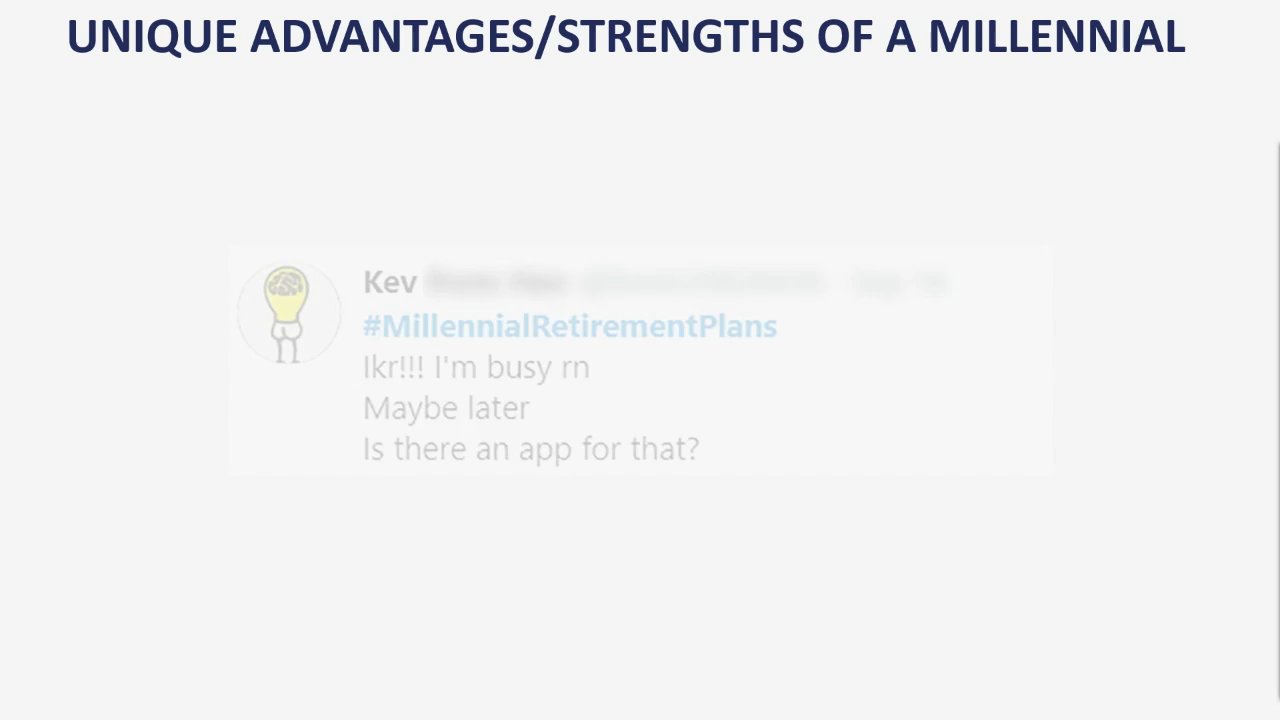 UNIQUE ADVANTAGES/STRENGTHS OF A MILLENNIAL
Kev
#MillennialRetirementPlans
Ikr!!! I'm busy rn
Maybe later
Is there an app for that?